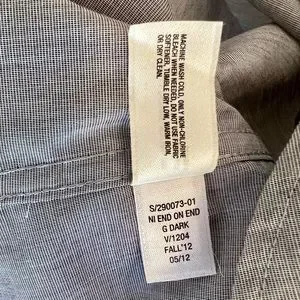 MACHINE WASH COLD, ONLY NON-CHLORINE
BLEACH WHEN NEEDED, DO NOT USE FABRIC
SOFTENER, TUMBLE DRY LOW, WARM IRON,
OR DRY CLEAN.
S/290073-01
NI END ON END
G DARK
V/1204
FALL'12
05/12